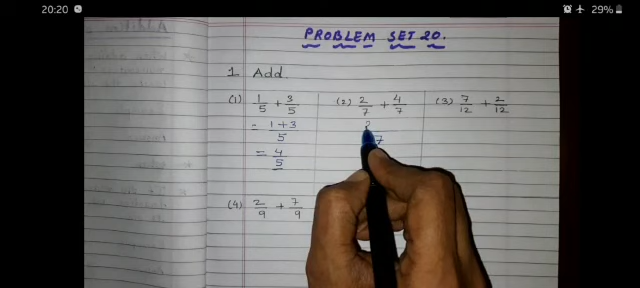 20:20
29%
PROBLEM SET 20.
1. Add.
(1) 1/5 + 3/5 (2) 2/7 + 4/7 (3) 7/12 + 2/12
= 1+3/5 7
= 4/5
(4) 2/9 + 7/9